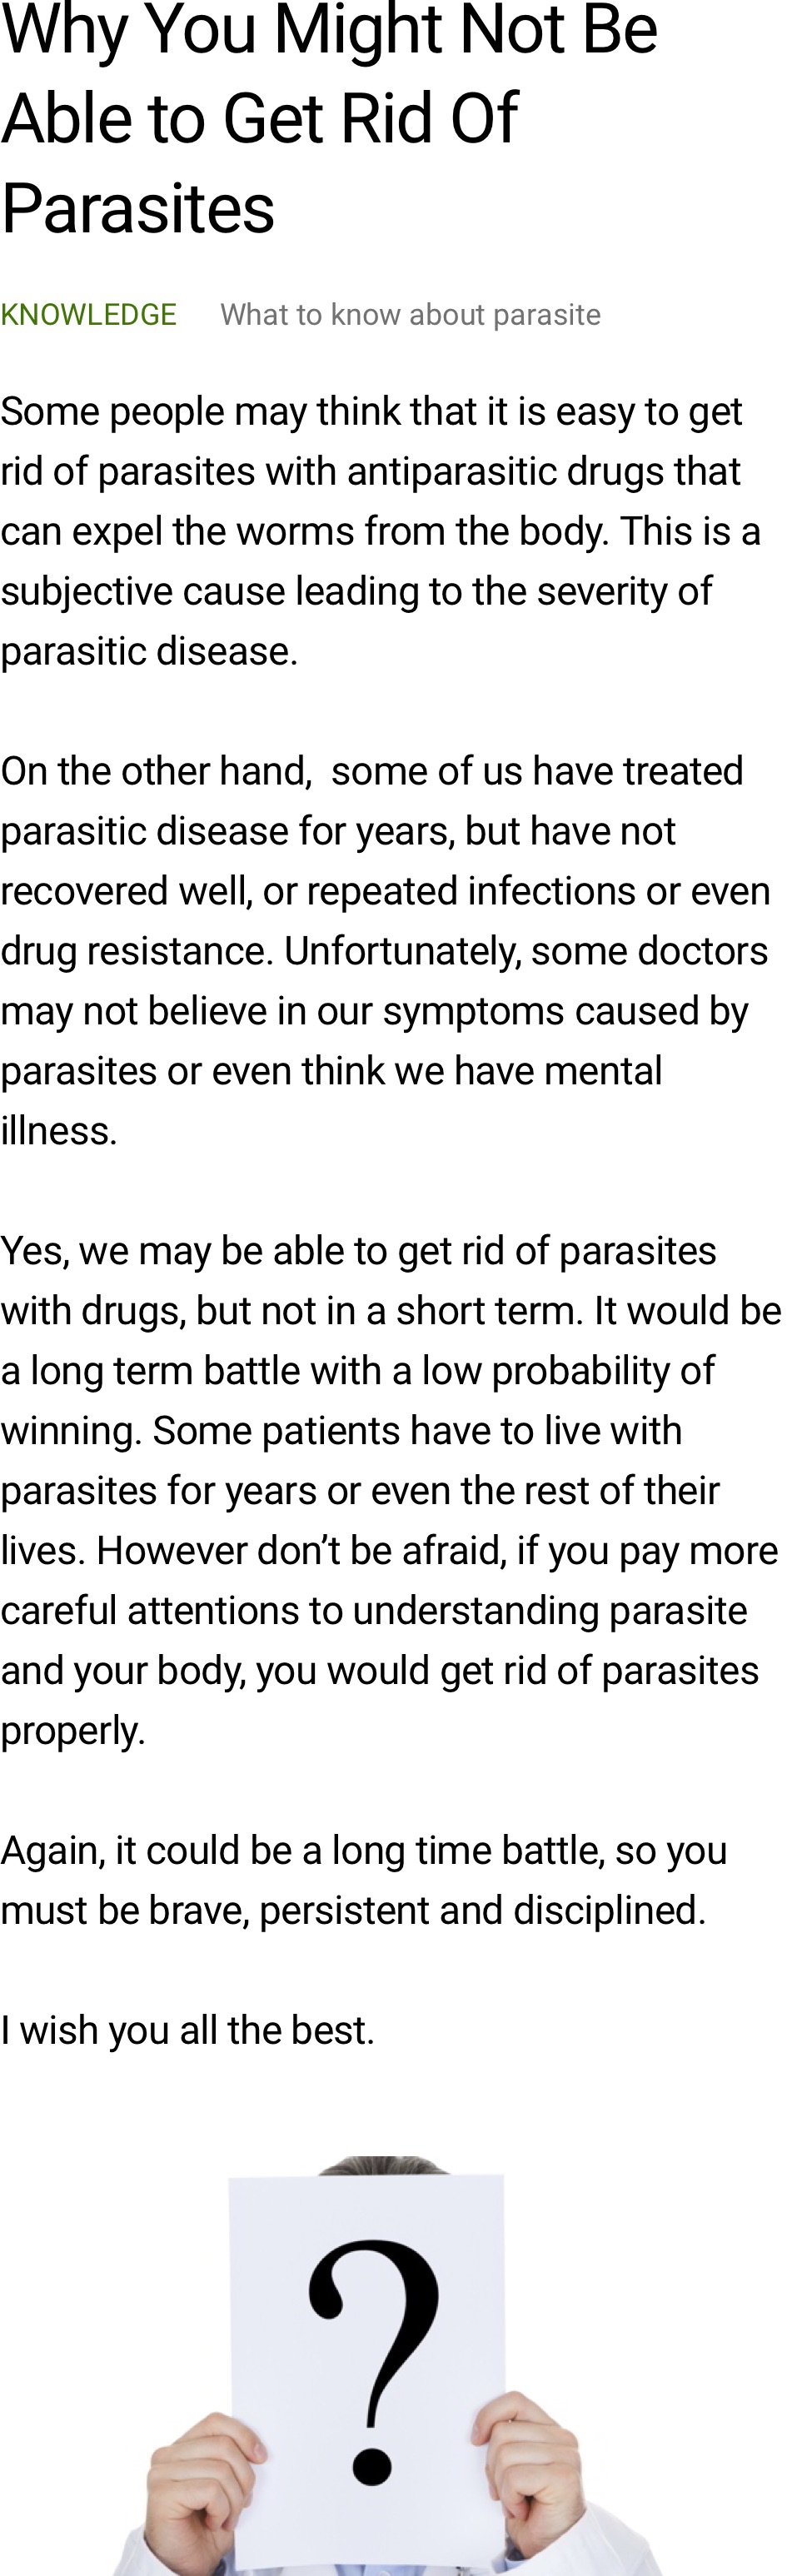 Why You Might Not Be
Able to Get Rid Of
Parasites
KNOWLEDGE What to know about parasite
Some people may think that it is easy to get
rid of parasites with antiparasitic drugs that
can expel the worms from the body. This is a
subjective cause leading to the severity of
parasitic disease.
On the other hand,  some of us have treated
parasitic disease for years, but have not
recovered well, or repeated infections or even
drug resistance. Unfortunately, some doctors
may not believe in our symptoms caused by
parasites or even think we have mental
illness.
Yes, we may be able to get rid of parasites
with drugs, but not in a short term. It would be
a long term battle with a low probability of
winning. Some patients have to live with
parasites for years or even the rest of their
lives. However don’t be afraid, if you pay more
careful attentions to understanding parasite
and your body, you would get rid of parasites
properly.
Again, it could be a long time battle, so you
must be brave, persistent and disciplined.
I wish you all the best.
?